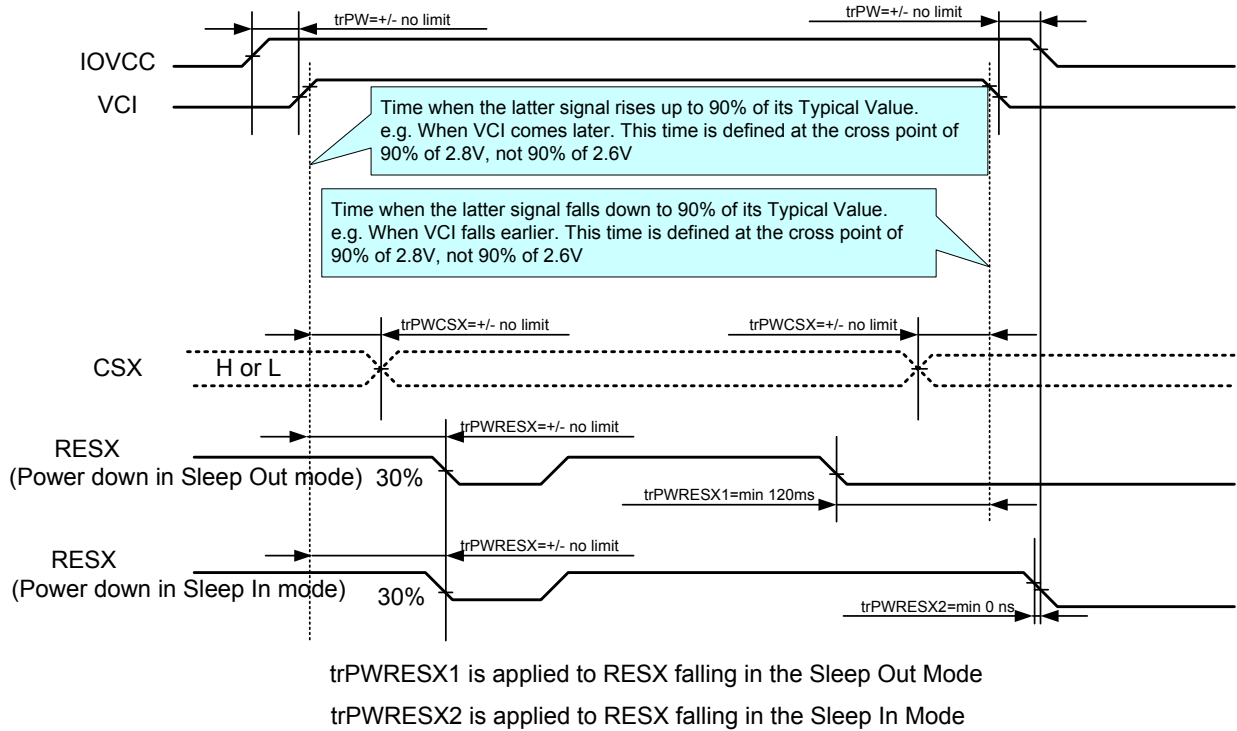 trPW=+/- no limit
trPW=+/- no limit
IOVCC
VCI
Time when the latter signal rises up to 90% of its Typical Value.
e.g. When VCI comes later. This time is defined at the cross point of
90% of 2.8V, not 90% of 2.6V
Time when the latter signal falls down to 90% of its Typical Value.
e.g. When VCI falls earlier. This time is defined at the cross point of
90% of 2.8V, not 90% of 2.6V
trPWCSX=+/- no limit
trPWCSX=+/- no limit
CSX
H or L
trPWRESX=+/- no limit
RESX
(Power down in Sleep Out mode)
30%
trPWRESX1=min 120ms
trPWRESX=+/- no limit
RESX
(Power down in Sleep In mode)
30%
trPWRESX2=min 0 ns
trPWRESX1 is applied to RESX falling in the Sleep Out Mode
trPWRESX2 is applied to RESX falling in the Sleep In Mode